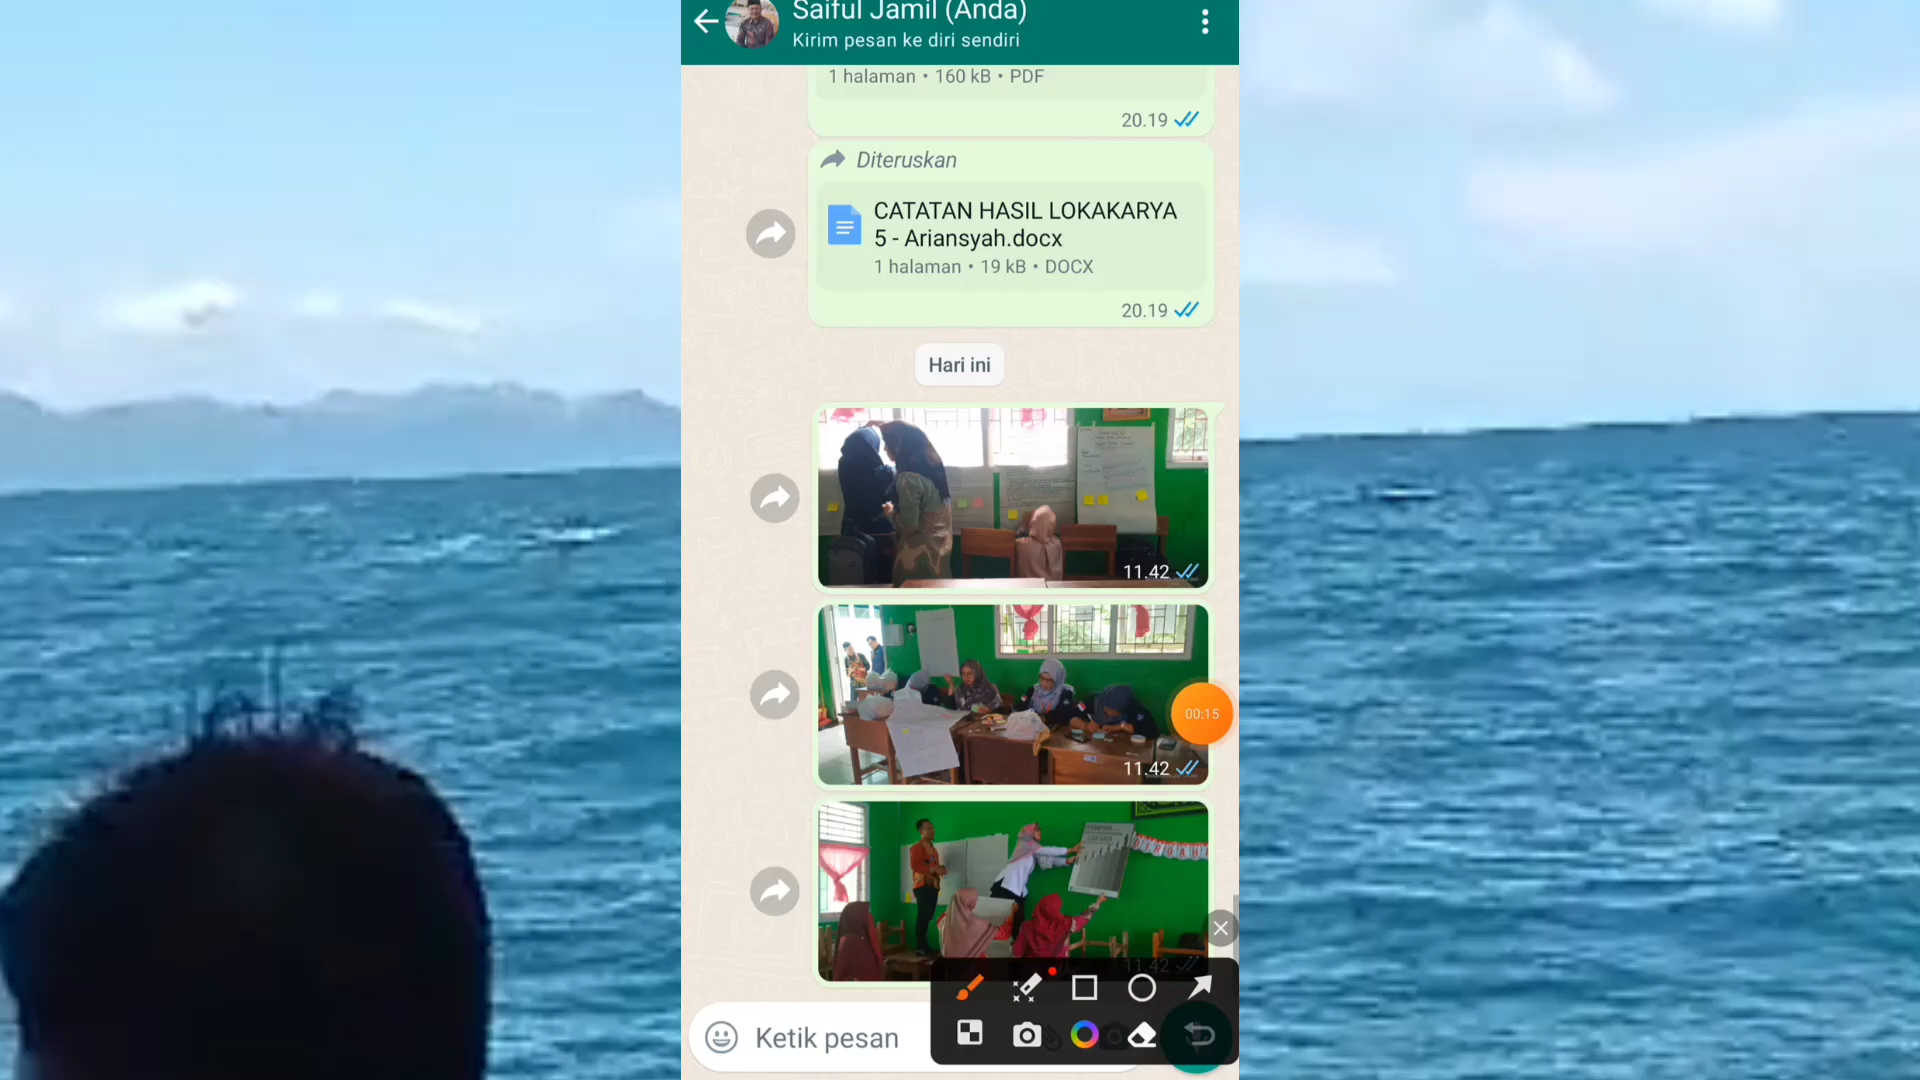 Saiful Jamil (Anda)
Kirim pesan ke diri sendiri
1 halaman • 160 kB • PDF
20.19
Diteruskan
CATATAN HASIL LOKAKARYA
5 - Ariansyah.docx
1 halaman • 19 kB • DOCX
20.19
Hari ini
11.42
11.42
00:15
11.42
Ketik pesan